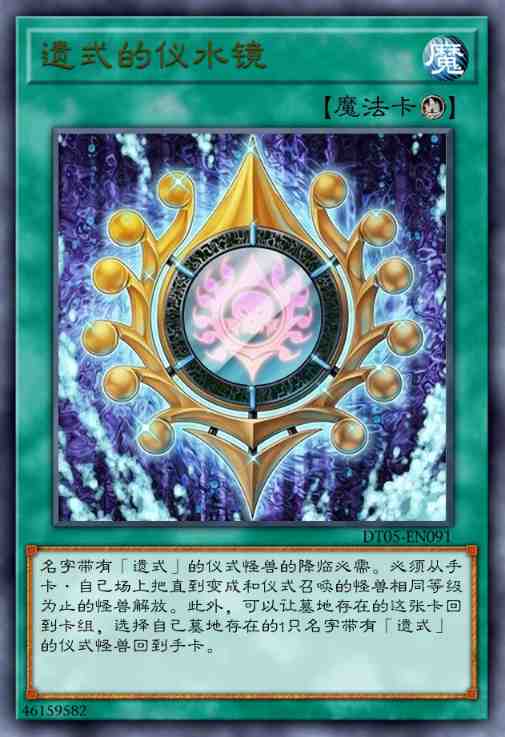 遗式的仪水镜
魔
【魔法卡】
DT05-EN091
名字带有「遗式」的仪式怪兽的降临必需。必须从手
卡·自己场上把直到变成和仪式召唤的怪兽相同等级
为止的怪兽解放。此外，可以让墓地存在的这张卡回
到卡组，选择自己墓地存在的1只名字带有「遗式」
的仪式怪兽回到手卡。
46159582